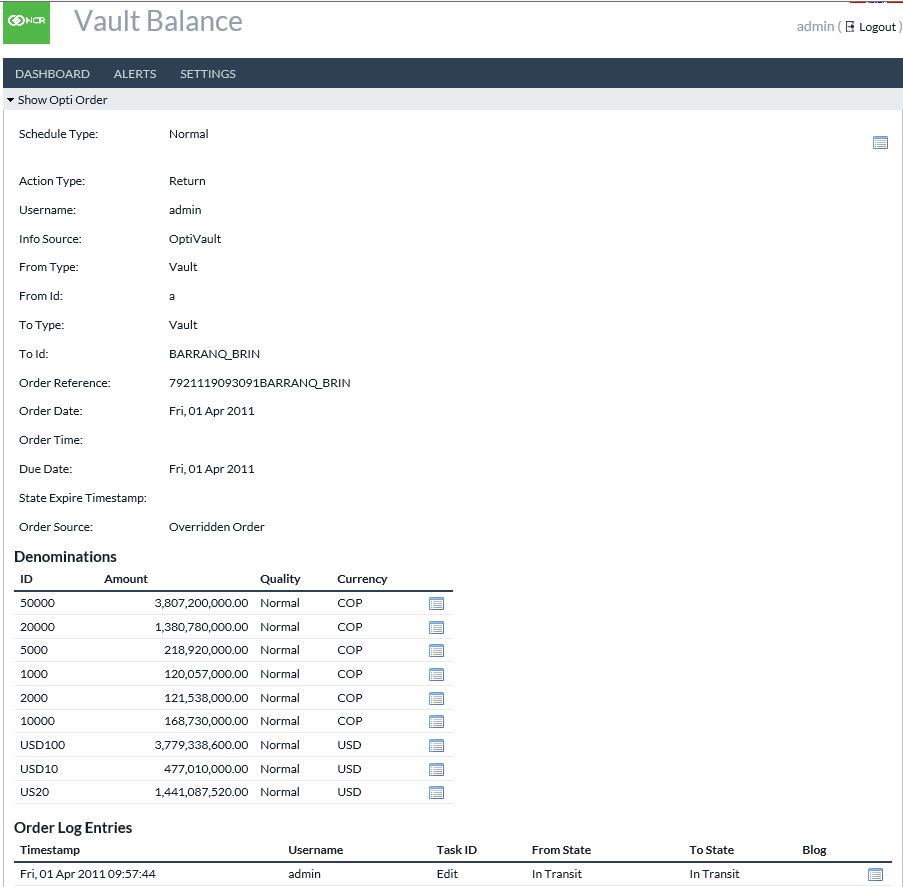 NCR Vault Balance
admin ( Logout )
DASHBOARD ALERTS SETTINGS
Show Opti Order
Schedule Type: Normal
Action Type: Return
Username: admin
Info Source: OptiVault
From Type: Vault
From Id: a
To Type: Vault
To Id: BARRANQ_BRIN
Order Reference: 7921119093091BARRANQ_BRIN
Order Date: Fri, 01 Apr 2011
Order Time:
Due Date: Fri, 01 Apr 2011
State Expire Timestamp:
Order Source: Overridden Order
Denominations
ID Amount Quality Currency
50000 3,807,200,000.00 Normal COP
20000 1,380,780,000.00 Normal COP
5000 218,920,000.00 Normal COP
1000 120,057,000.00 Normal COP
2000 121,538,000.00 Normal COP
10000 168,730,000.00 Normal COP
USD100 3,779,338,600.00 Normal USD
USD10 477,010,000.00 Normal USD
US20 1,441,087,520.00 Normal USD
Order Log Entries
Timestamp Username Task ID From State To State Blog
Fri, 01 Apr 2011 09:57:44 admin Edit In Transit In Transit